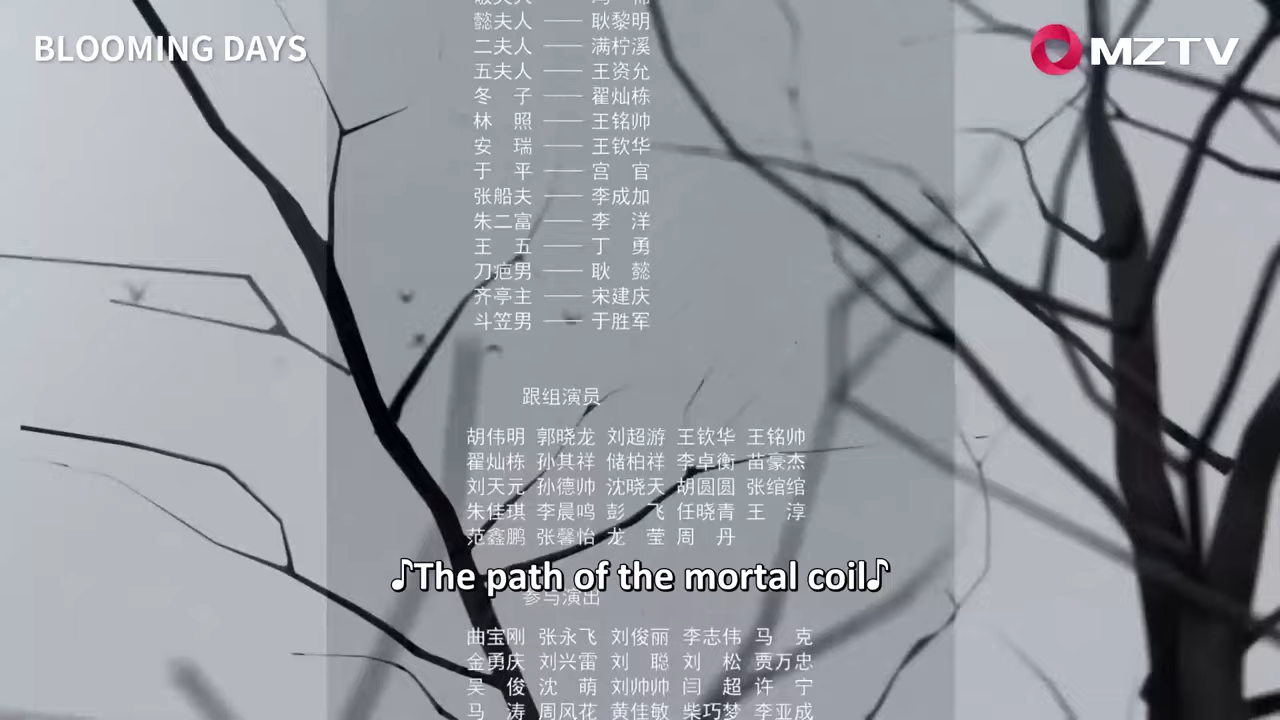 BLOOMING DAYS
MZTV
懿夫人 —— 耿黎明
二夫人 —— 满柠溪
五夫人 —— 王资允
冬 子 —— 翟灿栋
林 照 —— 王铭帅
安 瑞 —— 王钦华
于 平 —— 宫 官
张船夫 —— 李成加
朱二富 —— 李 洋
王 五 —— 丁 勇
刀疤男 —— 耿 懿
齐亭主 —— 宋建庆
斗笠男 —— 于胜军
跟组演员
胡伟明 郭晓龙 刘超游 王钦华 王铭帅
翟灿栋 孙其祥 储柏祥 李卓衡 苗豪杰
刘天元 孙德帅 沈晓天 胡圆圆 张绾绾
朱佳琪 李晨鸣 彭 飞 任晓青 王 淳
范鑫鹏 张馨怡 龙 莹 周 丹
♪The path of the mortal coil♪
参与演出
曲宝刚 张永飞 刘俊丽 李志伟 马 克
金勇庆 刘兴雷 刘 聪 刘 松 贾万忠
吴 俊 沈 萌 刘帅帅 闫 超 许 宁
马 涛 周风花 黄佳敏 柴巧梦 李亚成